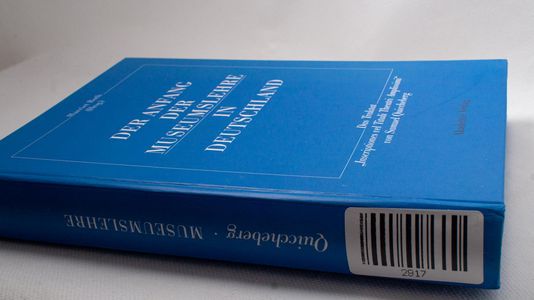 DER ANFANG
DER
MUSEUMSLEHRE
IN
DEUTSCHLAND
Das Traktat
„Inscriptiones vel Tituli Theatri Amplissimi“
von Samuel Quiccheberg
Quiccheberg · MUSEUMSLEHRE
2917